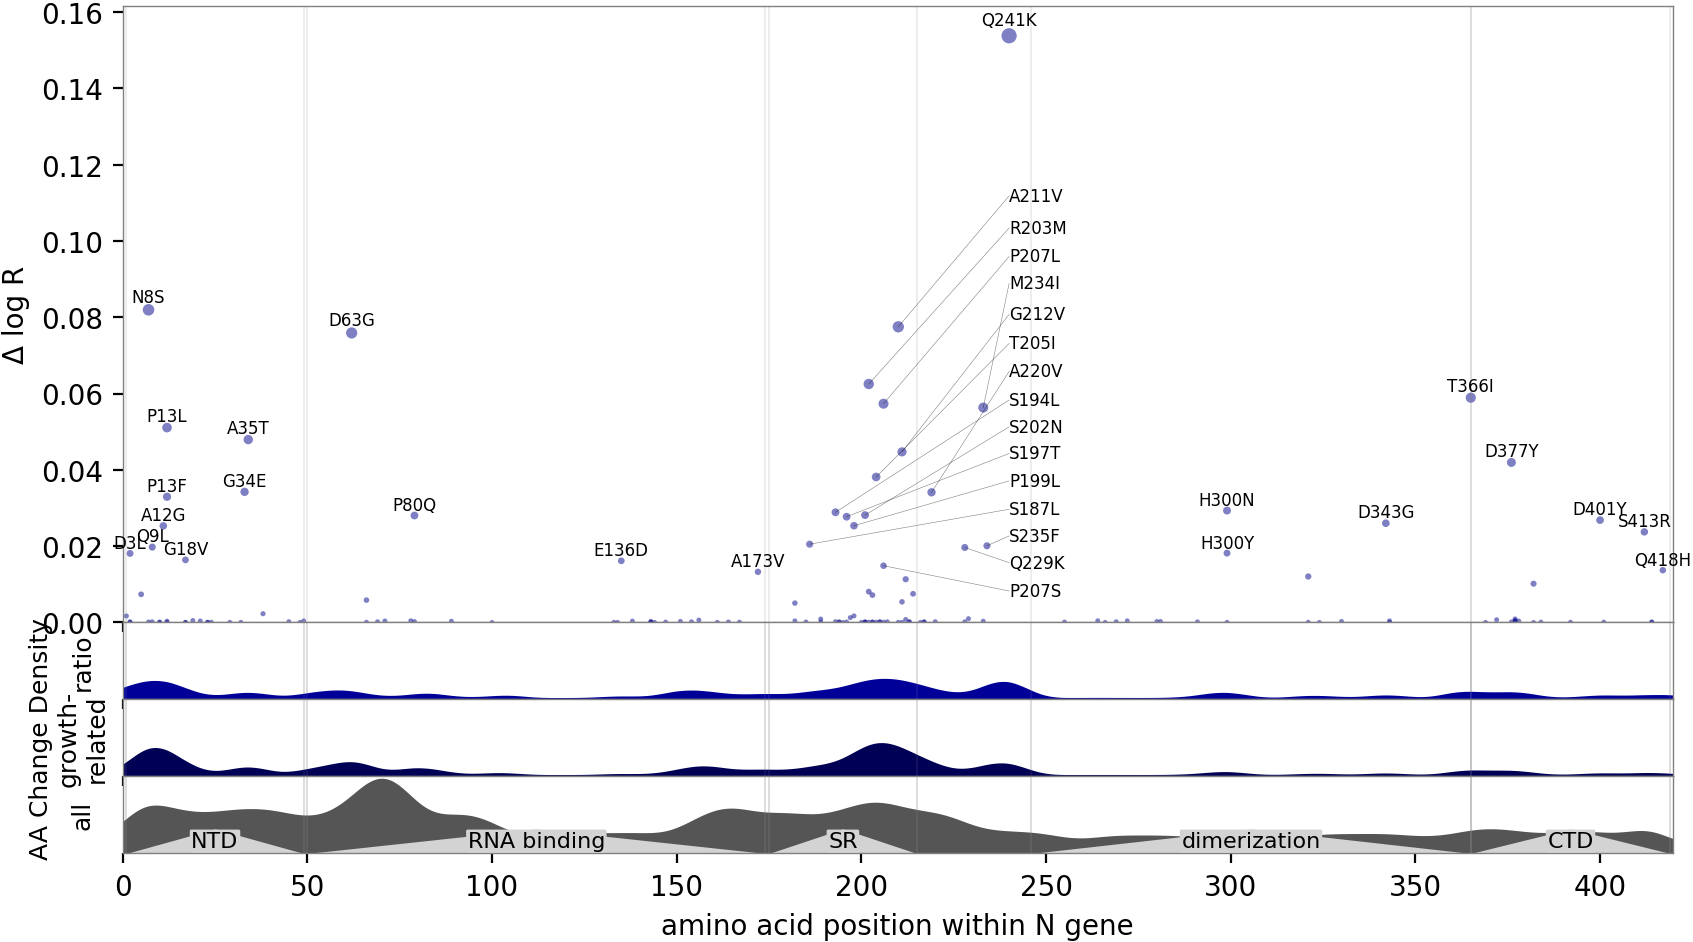 0.16
0.14
0.12
0.10
0.08
0.06
0.04
0.02
0.00
Δ log R
Q241K
A211V
R203M
P207L
M234I
G212V
T205I
A220V
S194L
S202N
S197T
P199L
S187L
S235F
Q229K
P207S
N8S
D63G
P13L
A35T
P13F
G34E
A12G
Q9L
D3L
G18V
P80Q
E136D
A173V
T366I
D377Y
H300N
H300Y
D343G
D401Y
S413R
Q418H
AA Change Density
ratio
growth-
related
all
NTD
RNA binding
SR
dimerization
CTD
0 50 100 150 200 250 300 350 400
amino acid position within N gene